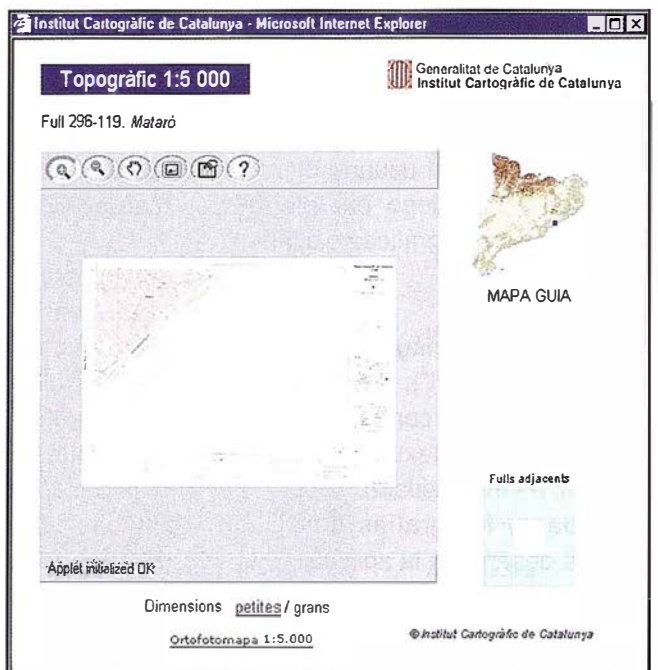 Institut Cartogràfic de Catalunya - Microsoft Internet Explorer
Topogràfic 1:5 000
Generalitat de Catalunya
Institut Cartogràfic de Catalunya
Full 296-119. Mataró
?
MAPA GUIA
Fulls adjacents
Applet initialized OK
Dimensions petites / grans
Ortofotomapa 1:5.000
© Institut Cartogràfic de Catalunya